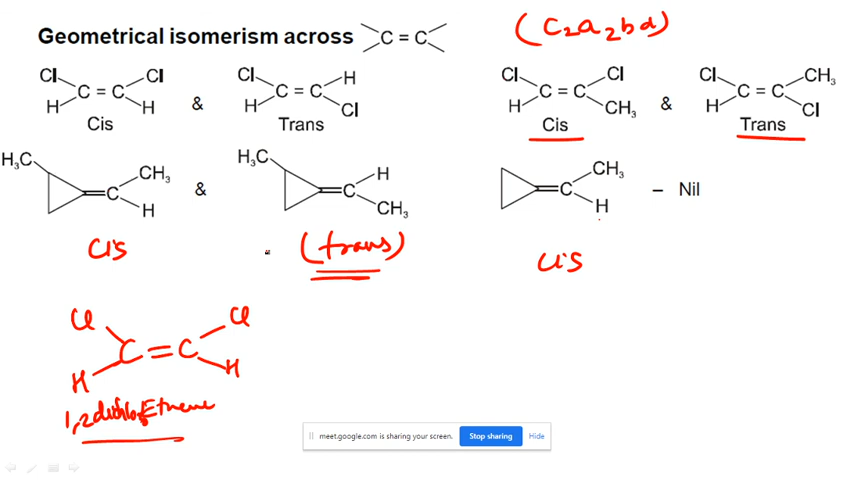 Geometrical isomerism across C = C
(C2a2bd)
Cl Cl
C = C
H H
Cis
&
Cl H
C = C
H Cl
Trans
Cl Cl
C = C
H CH3
Cis
&
Cl CH3
C = C
H Cl
Trans
H3C
CH3
C
H
&
H3C
H
C
CH3
CH3
C
H
– Nil
Cis
(trans)
Cis
Cl Cl
C = C
H H
1,2 dichloroEthene
meet.google.com is sharing your screen. Stop sharing Hide